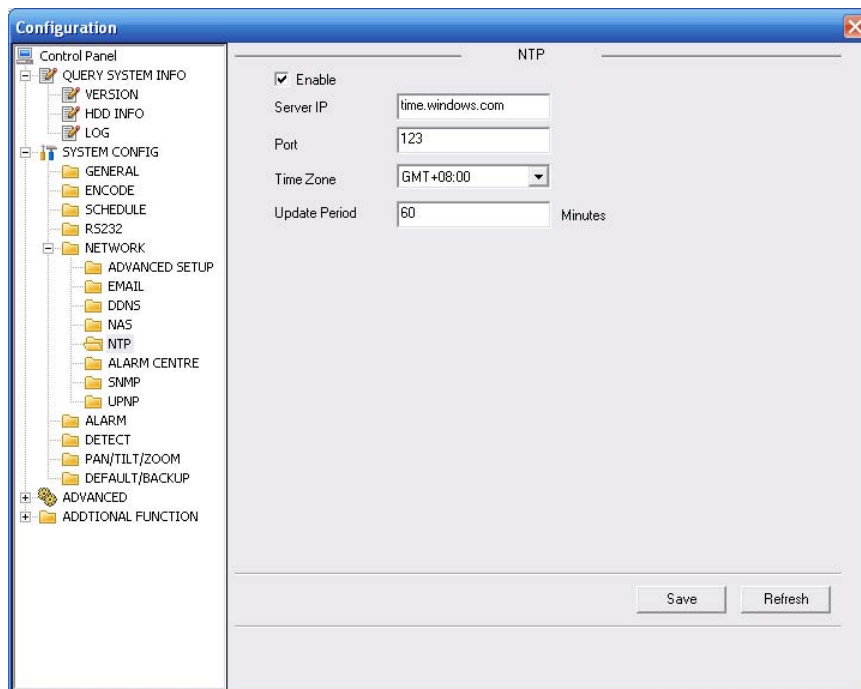 Configuration
Control Panel
QUERY SYSTEM INFO
VERSION
HDD INFO
LOG
SYSTEM CONFIG
GENERAL
ENCODE
SCHEDULE
RS232
NETWORK
ADVANCED SETUP
EMAIL
DDNS
NAS
NTP
ALARM CENTRE
SNMP
UPNP
ALARM
DETECT
PAN/TILT/ZOOM
DEFAULT/BACKUP
ADVANCED
ADDTIONAL FUNCTION
NTP
Enable
Server IP time.windows.com
Port 123
Time Zone GMT+08:00
Update Period 60 Minutes
Save Refresh